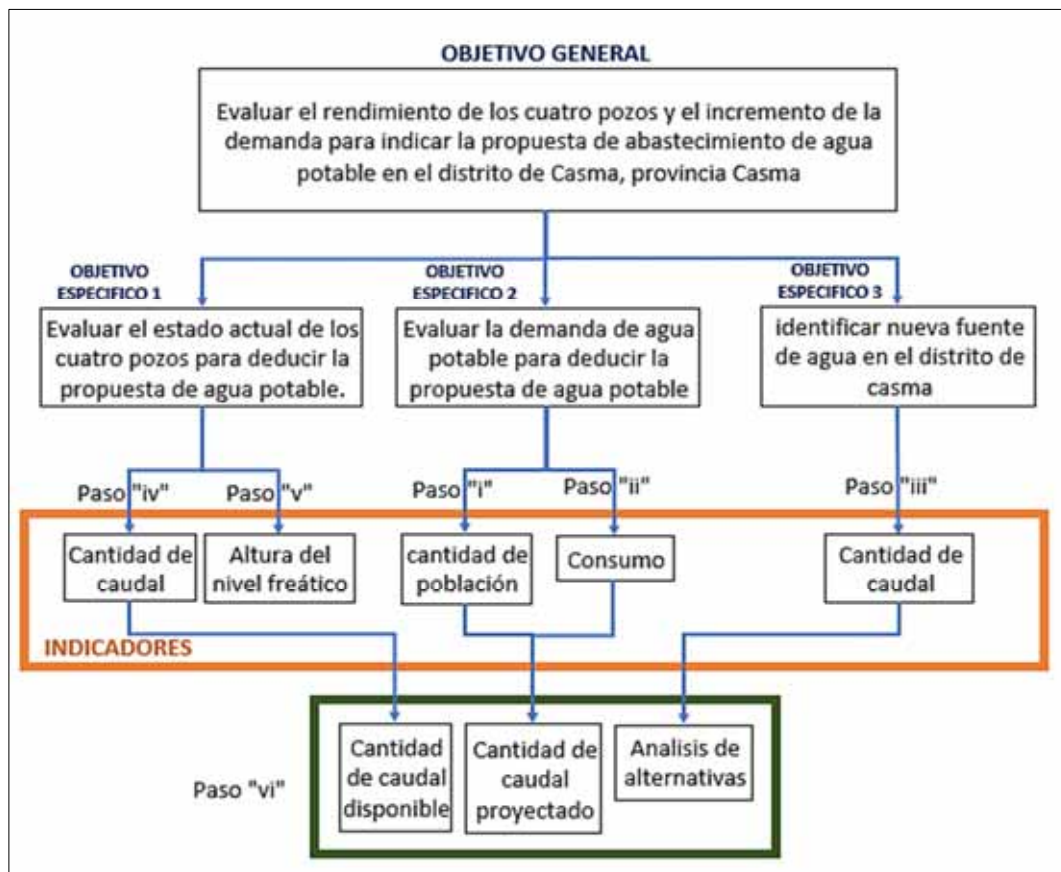 OBJETIVO GENERAL
Evaluar el rendimiento de los cuatro pozos y el incremento de la
demanda para indicar la propuesta de abastecimiento de agua
potable en el distrito de Casma, provincia Casma
OBJETIVO
ESPECIFICO 1
Evaluar el estado actual de los
cuatro pozos para deducir la
propuesta de agua potable.
OBJETIVO
ESPECIFICO 2
Evaluar la demanda de agua
potable para deducir la
propuesta de agua potable
OBJETIVO
ESPECIFICO 3
identificar nueva fuente
de agua en el distrito de
casma
Paso "iv"
Paso "v"
Paso "i"
Paso "ii"
Paso "iii"
Cantidad de
caudal
Altura del
nivel freático
cantidad de
población
Consumo
Cantidad de
caudal
INDICADORES
Paso "vi"
Cantidad
de caudal
disponible
Cantidad de
caudal
proyectado
Analisis de
alternativas